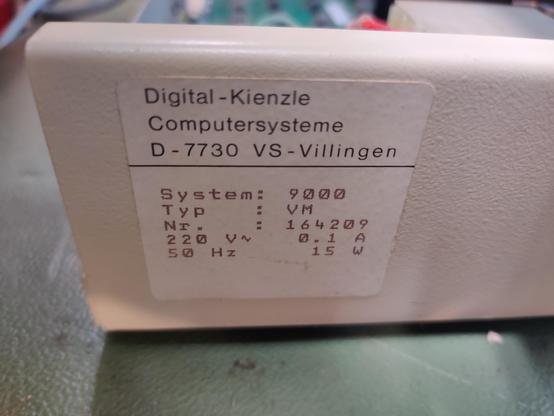 Digital-Kienzle
Computersysteme
D-7730 VS-Villingen
System: 9000
Typ : VM
Nr. : 164209
220 V~ 0.1 A
50 Hz 15 W